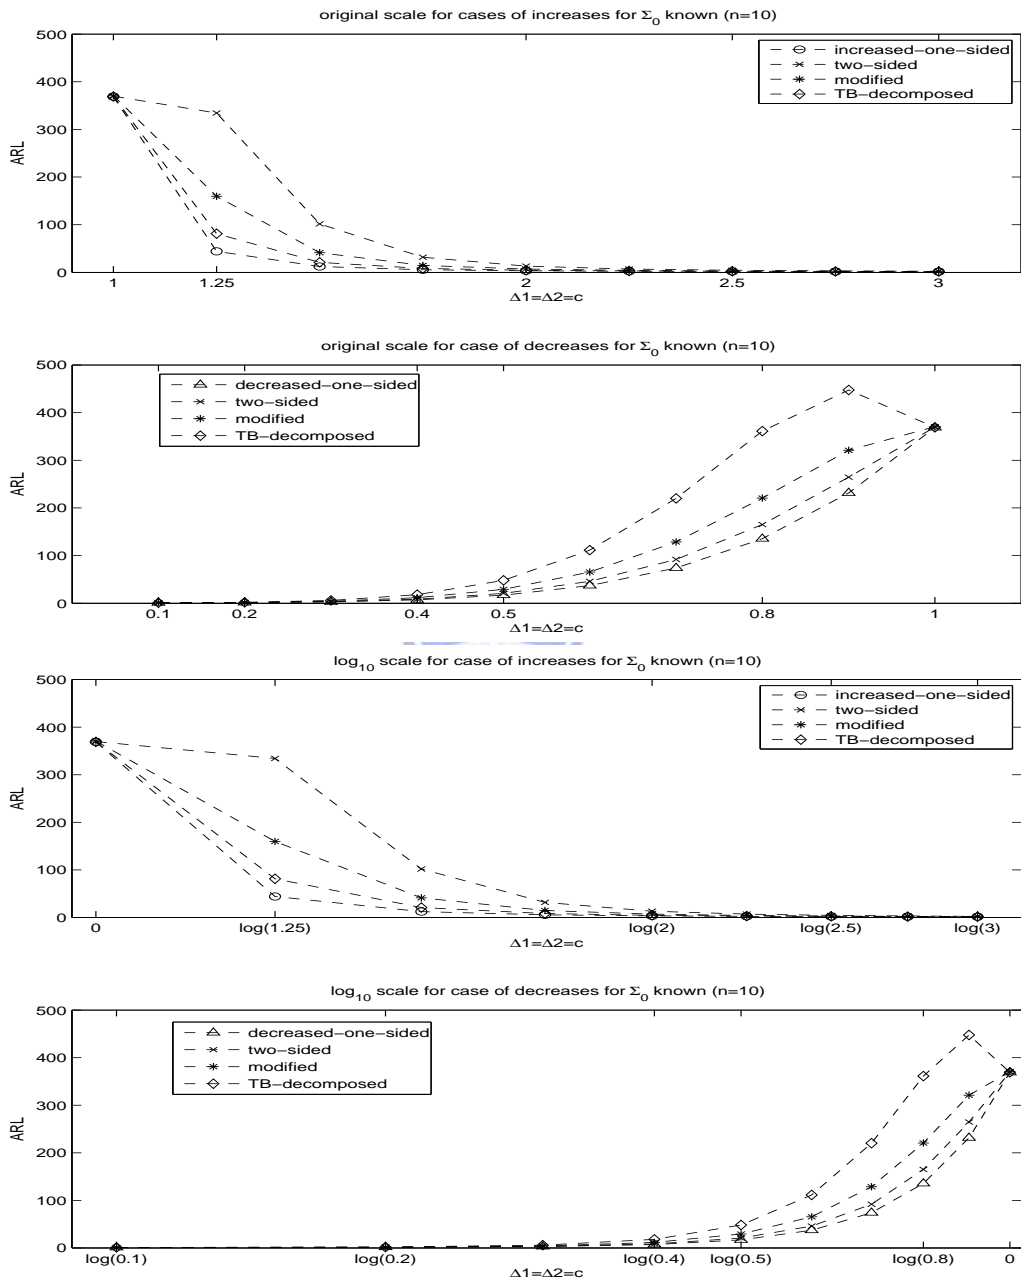 original scale for cases of increases for Σ0 known (n=10)
500
400
300
200
100
0
ARL
increased−one−sided
two−sided
modified
TB−decomposed
1
1.25
2
2.5
3
Δ1=Δ2=c
original scale for case of decreases for Σ0 known (n=10)
500
400
300
200
100
0
ARL
decreased−one−sided
two−sided
modified
TB−decomposed
0.1
0.2
0.4
0.5
0.8
1
Δ1=Δ2=c
log10 scale for case of increases for Σ0 known (n=10)
500
400
300
200
100
0
ARL
increased−one−sided
two−sided
modified
TB−decomposed
0
log(1.25)
log(2)
log(2.5)
log(3)
Δ1=Δ2=c
log10 scale for case of decreases for Σ0 known (n=10)
500
400
300
200
100
0
ARL
decreased−one−sided
two−sided
modified
TB−decomposed
log(0.1)
log(0.2)
log(0.4)
log(0.5)
log(0.8)
0
Δ1=Δ2=c